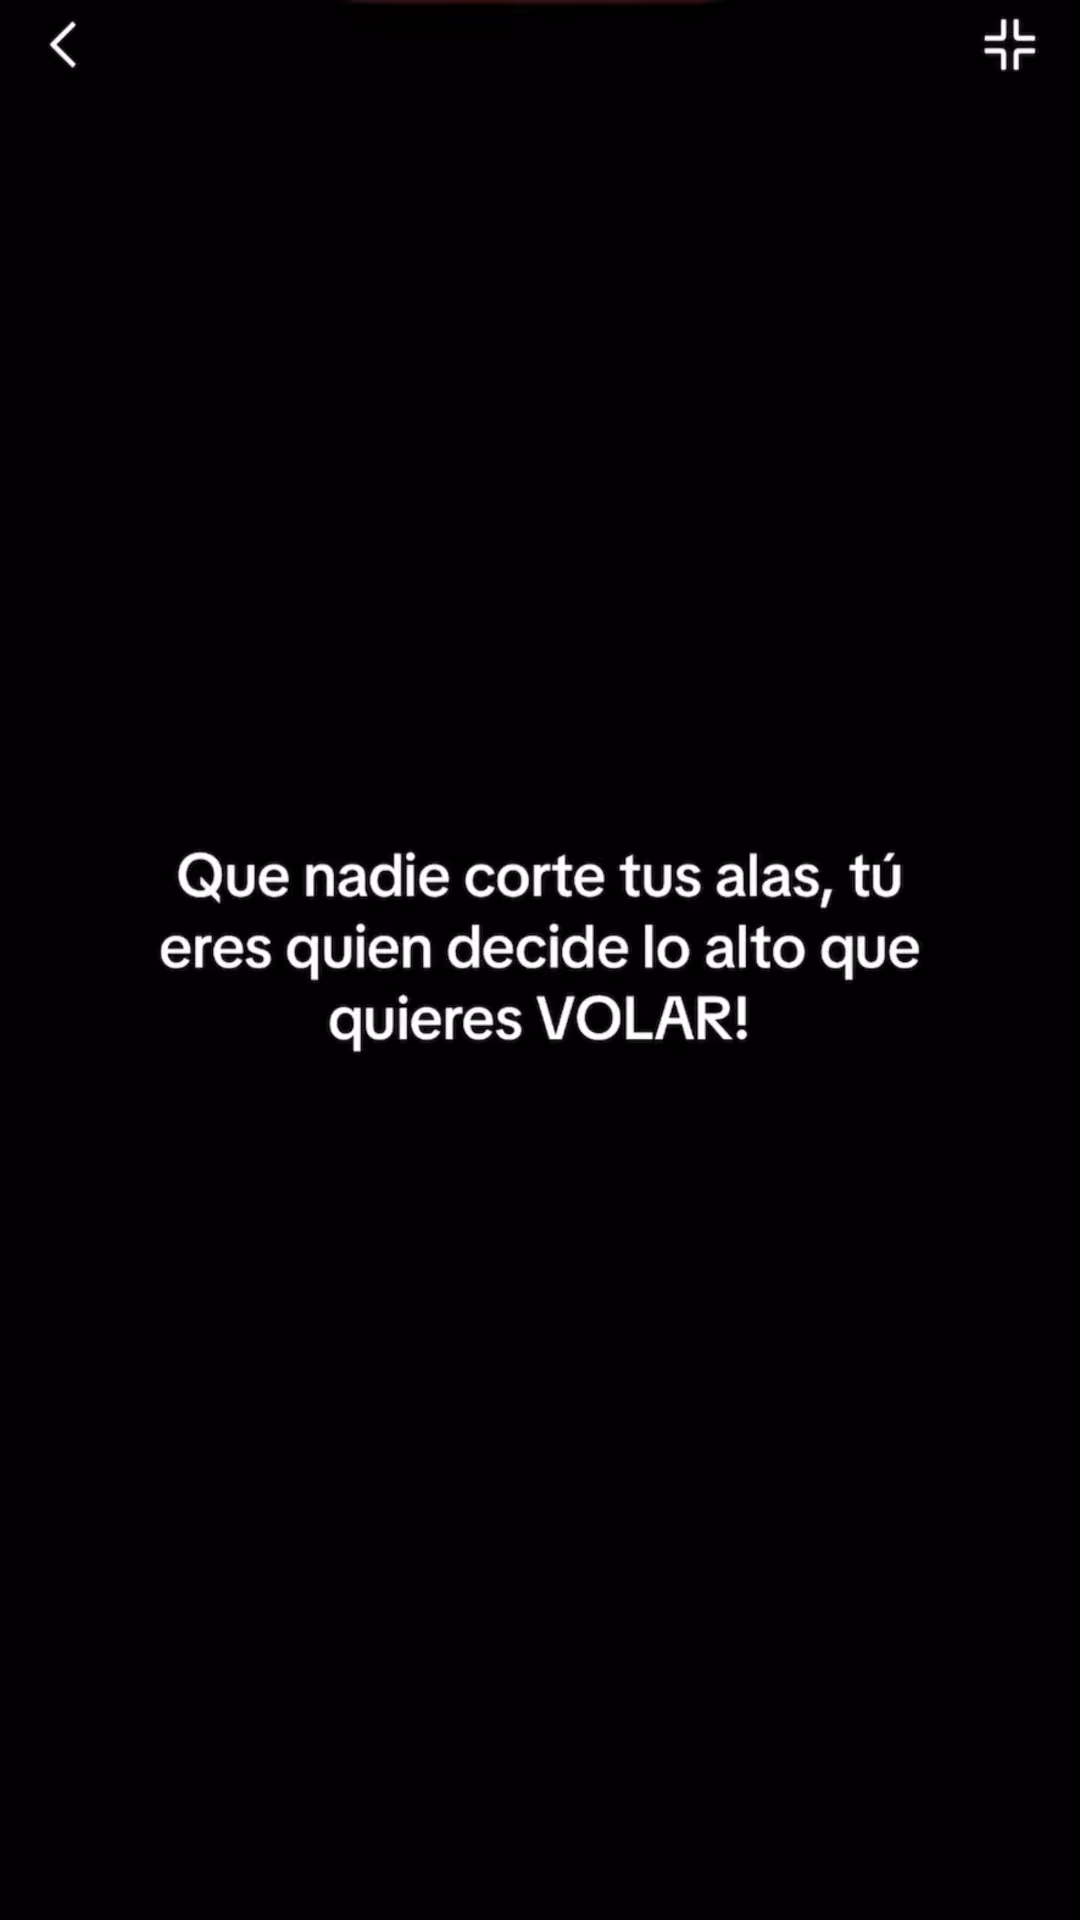 Que nadie corte tus alas, tú
eres quien decide lo alto que
quieres VOLAR!